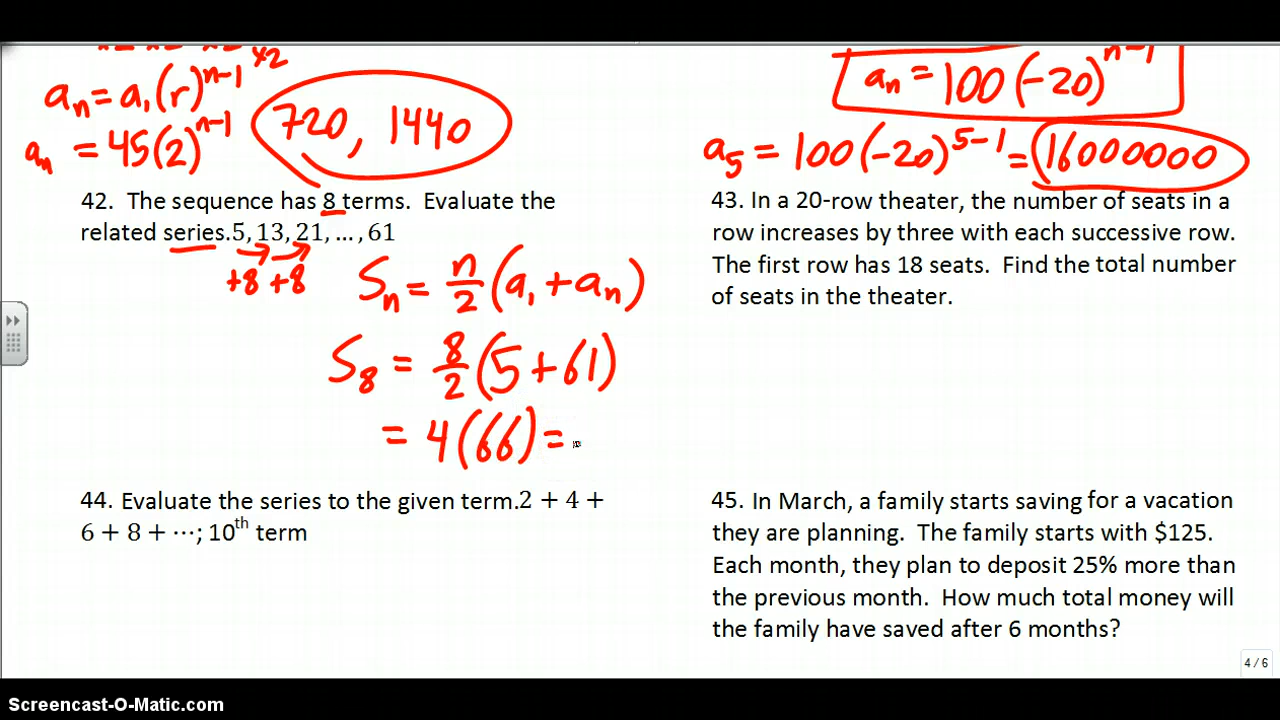 ×2
aₙ = a₁(r)ⁿ⁻¹
aₙ = 45(2)ⁿ⁻¹
720, 1440
aₙ = 100(-20)ⁿ⁻¹
a₅ = 100(-20)⁵⁻¹ = 16000000
42. The sequence has 8 terms. Evaluate the
related series.5, 13, 21, ... , 61
+8 +8
Sₙ = n/2 (a₁ + aₙ)
S₈ = 8/2 (5 + 61)
= 4(66) =
43. In a 20-row theater, the number of seats in a
row increases by three with each successive row.
The first row has 18 seats. Find the total number
of seats in the theater.
44. Evaluate the series to the given term.2 + 4 +
6 + 8 + ⋯; 10th term
45. In March, a family starts saving for a vacation
they are planning. The family starts with $125.
Each month, they plan to deposit 25% more than
the previous month. How much total money will
the family have saved after 6 months?
4 / 6
Screencast-O-Matic.com